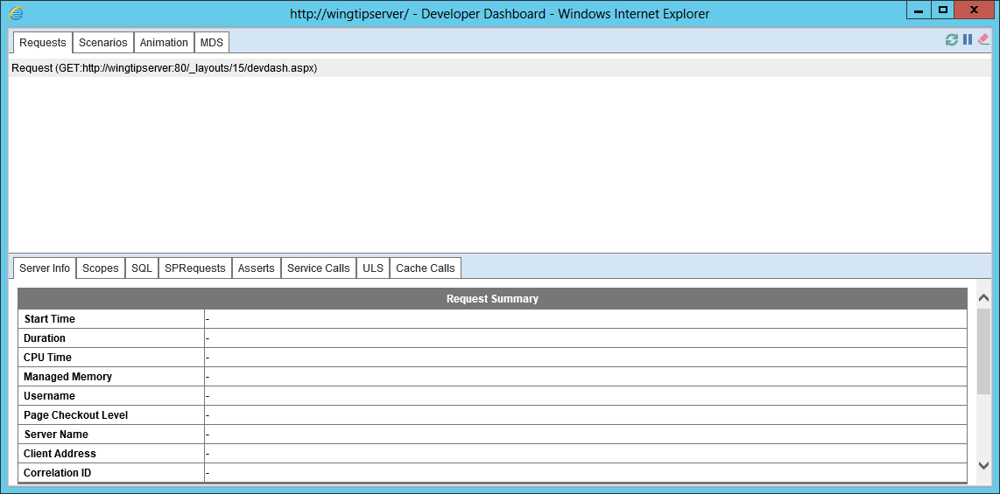 http://wingtipserver/ - Developer Dashboard - Windows Internet Explorer
Requests Scenarios Animation MDS
Request (GET:http://wingtipserver:80/_layouts/15/devdash.aspx)
Server Info Scopes SQL SPRequests Asserts Service Calls ULS Cache Calls
Request Summary
Start Time -
Duration -
CPU Time -
Managed Memory -
Username -
Page Checkout Level -
Server Name -
Client Address -
Correlation ID -